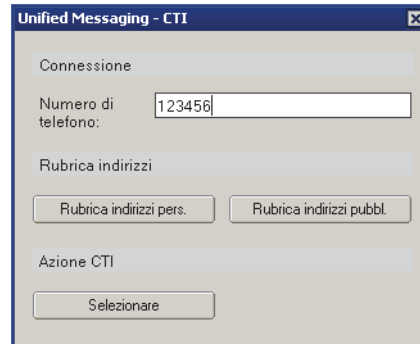 Unified Messaging - CTI
Connessione
Numero di
telefono:
123456
Rubrica indirizzi
Rubrica indirizzi pers.
Rubrica indirizzi pubbl.
Azione CTI
Selezionare